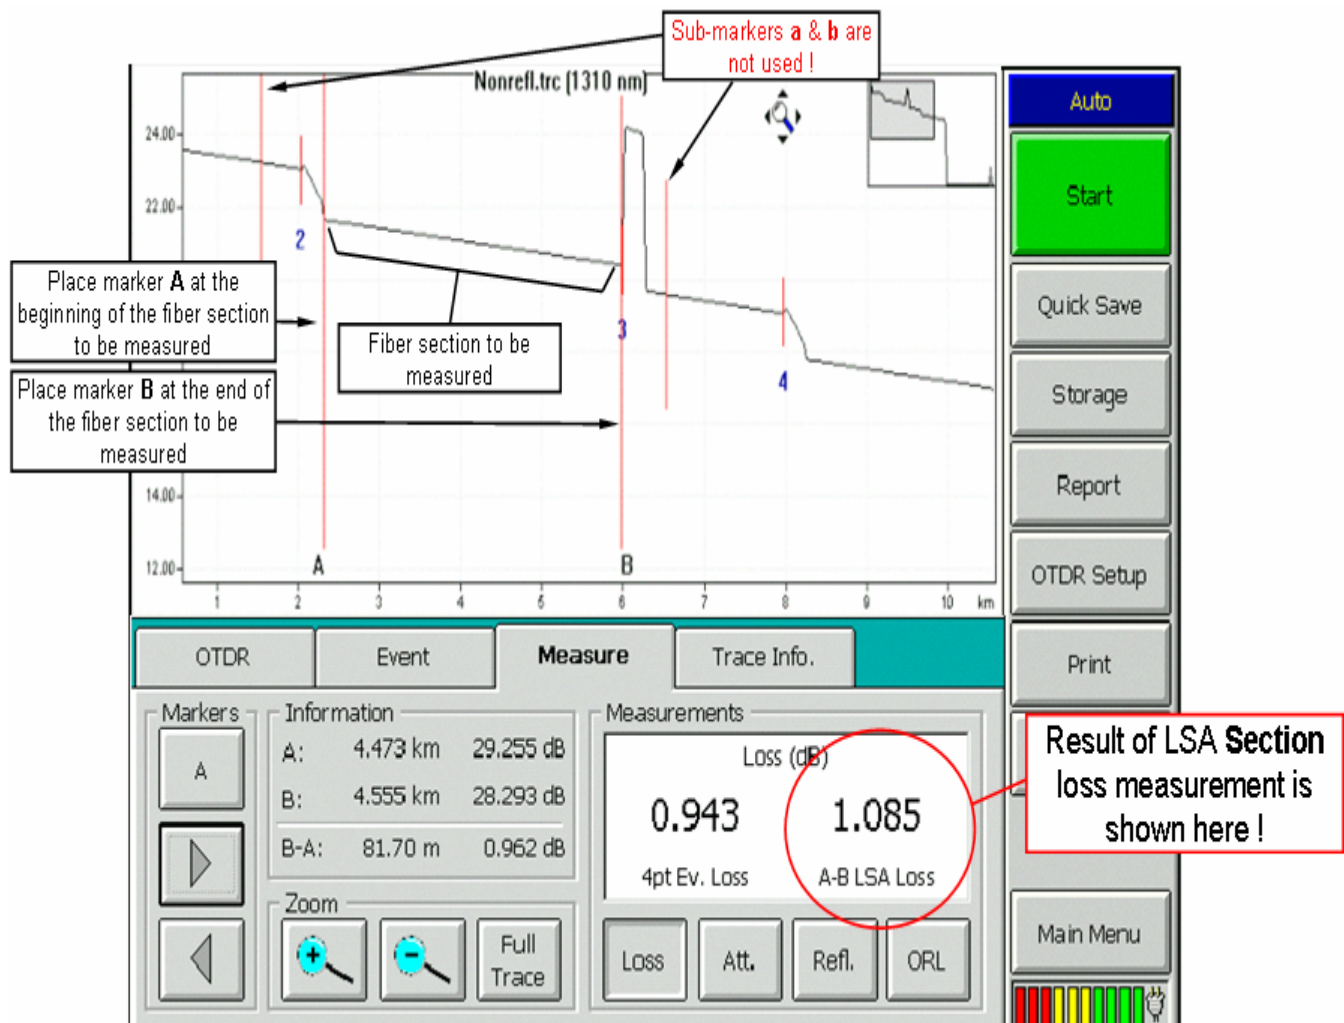 Sub-markers a & b are
not used !
Nonrefl.trc (1310 nm)
24.00
22.00
2
Place marker A at the
beginning of the fiber section
to be measured
Fiber section to be
measured
3
4
Place marker B at the end of
the fiber section to be
measured
14.00
12.00
A
B
1 2 3 4 5 6 7 8 9 10 km
Auto
Start
Quick Save
Storage
Report
OTDR Setup
Print
OTDR Event Measure Trace Info.
Markers
A
Information
A: 4.473 km 29.255 dB
B: 4.555 km 28.293 dB
B-A: 81.70 m 0.962 dB
Zoom
Full
Trace
Measurements
Loss (dB)
0.943 1.085
4pt Ev. Loss A-B LSA Loss
Loss Att. Refl. ORL
Result of LSA Section
loss measurement is
shown here !
Main Menu